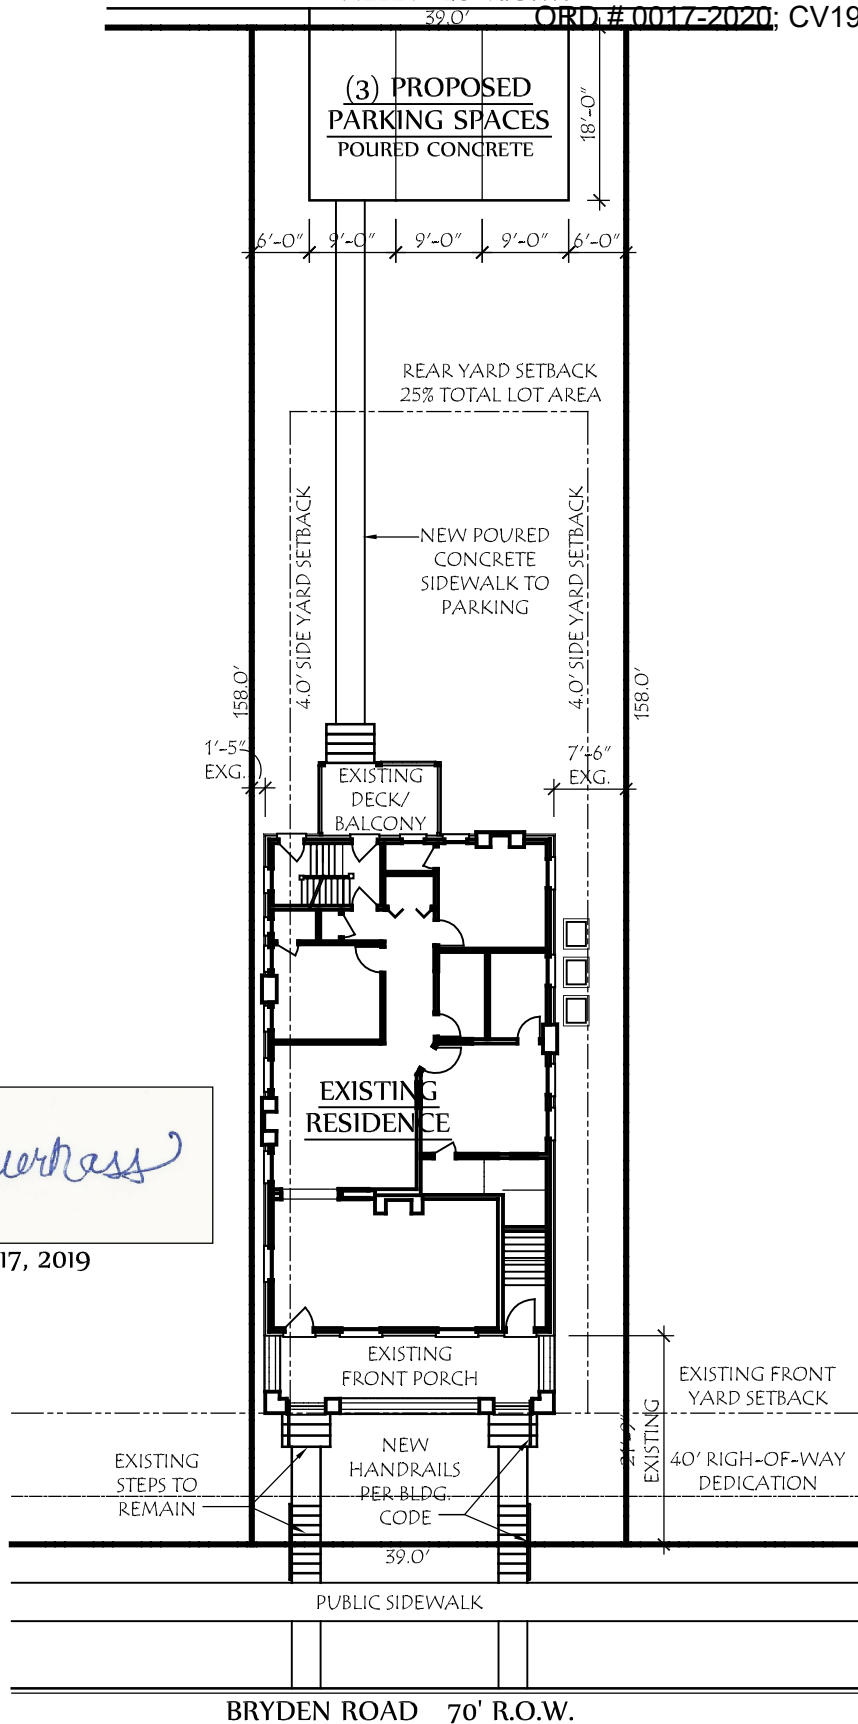 39.0'
ORD # 0017-2020; CV19
(3) PROPOSED
PARKING SPACES
POURED CONCRETE
18'-0"
6'-0" 9'-0" 9'-0" 9'-0" 6'-0"
REAR YARD SETBACK
25% TOTAL LOT AREA
4.0' SIDE YARD SETBACK
4.0' SIDE YARD SETBACK
NEW POURED
CONCRETE
SIDEWALK TO
PARKING
158.0'
158.0'
1'-5"
EXG.
7'-6"
EXG.
EXISTING
DECK/
BALCONY
EXISTING
RESIDENCE
17, 2019
EXISTING
FRONT PORCH
EXISTING FRONT
YARD SETBACK
EXISTING
40' RIGH-OF-WAY
DEDICATION
EXISTING
STEPS TO
REMAIN
NEW
HANDRAILS
PER BLDG.
CODE
39.0'
PUBLIC SIDEWALK
BRYDEN ROAD 70' R.O.W.